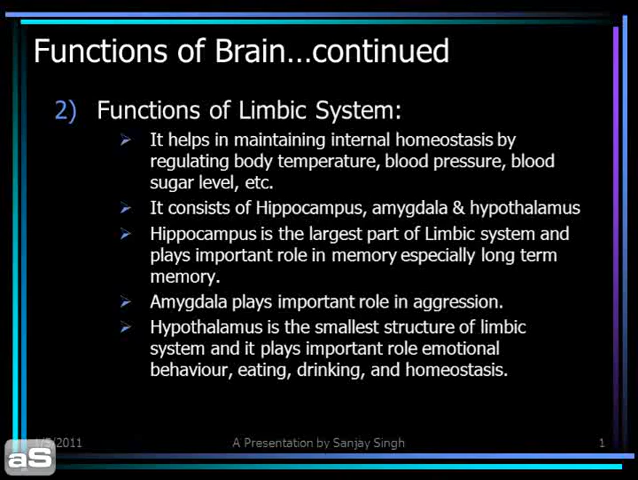 Functions of Brain…continued
2) Functions of Limbic System:
➢ It helps in maintaining internal homeostasis by
regulating body temperature, blood pressure, blood
sugar level, etc.
➢ It consists of Hippocampus, amygdala & hypothalamus
➢ Hippocampus is the largest part of Limbic system and
plays important role in memory especially long term
memory.
➢ Amygdala plays important role in aggression.
➢ Hypothalamus is the smallest structure of limbic
system and it plays important role emotional
behaviour, eating, drinking, and homeostasis.
/2011
A Presentation by Sanjay Singh
1
aS